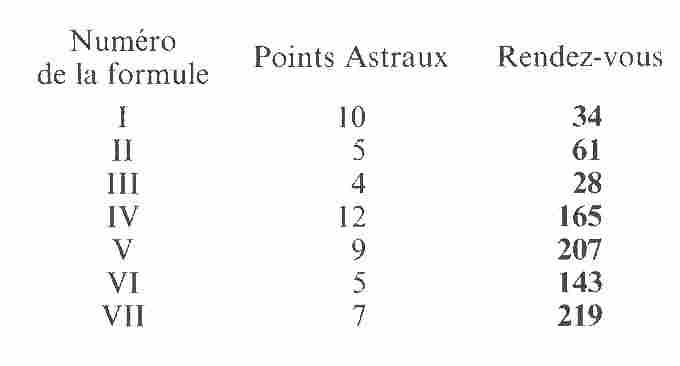 Numéro
de la formule Points Astraux Rendez-vous
I 10 34
II 5 61
III 4 28
IV 12 165
V 9 207
VI 5 143
VII 7 219